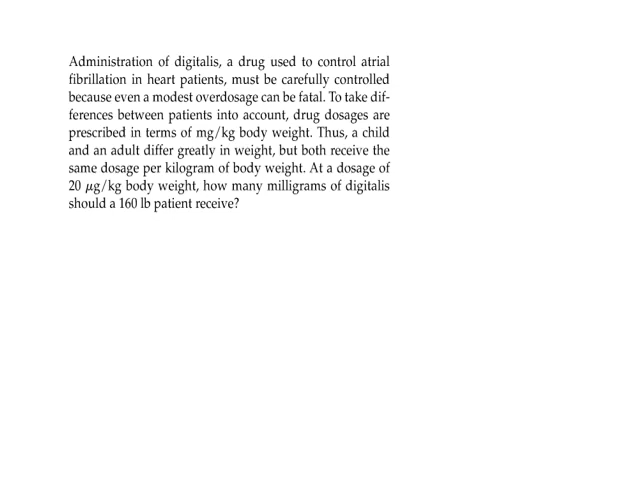 Administration of digitalis, a drug used to control atrial
fibrillation in heart patients, must be carefully controlled
because even a modest overdosage can be fatal. To take dif-
ferences between patients into account, drug dosages are
prescribed in terms of mg/kg body weight. Thus, a child
and an adult differ greatly in weight, but both receive the
same dosage per kilogram of body weight. At a dosage of
20 μg/kg body weight, how many milligrams of digitalis
should a 160 lb patient receive?